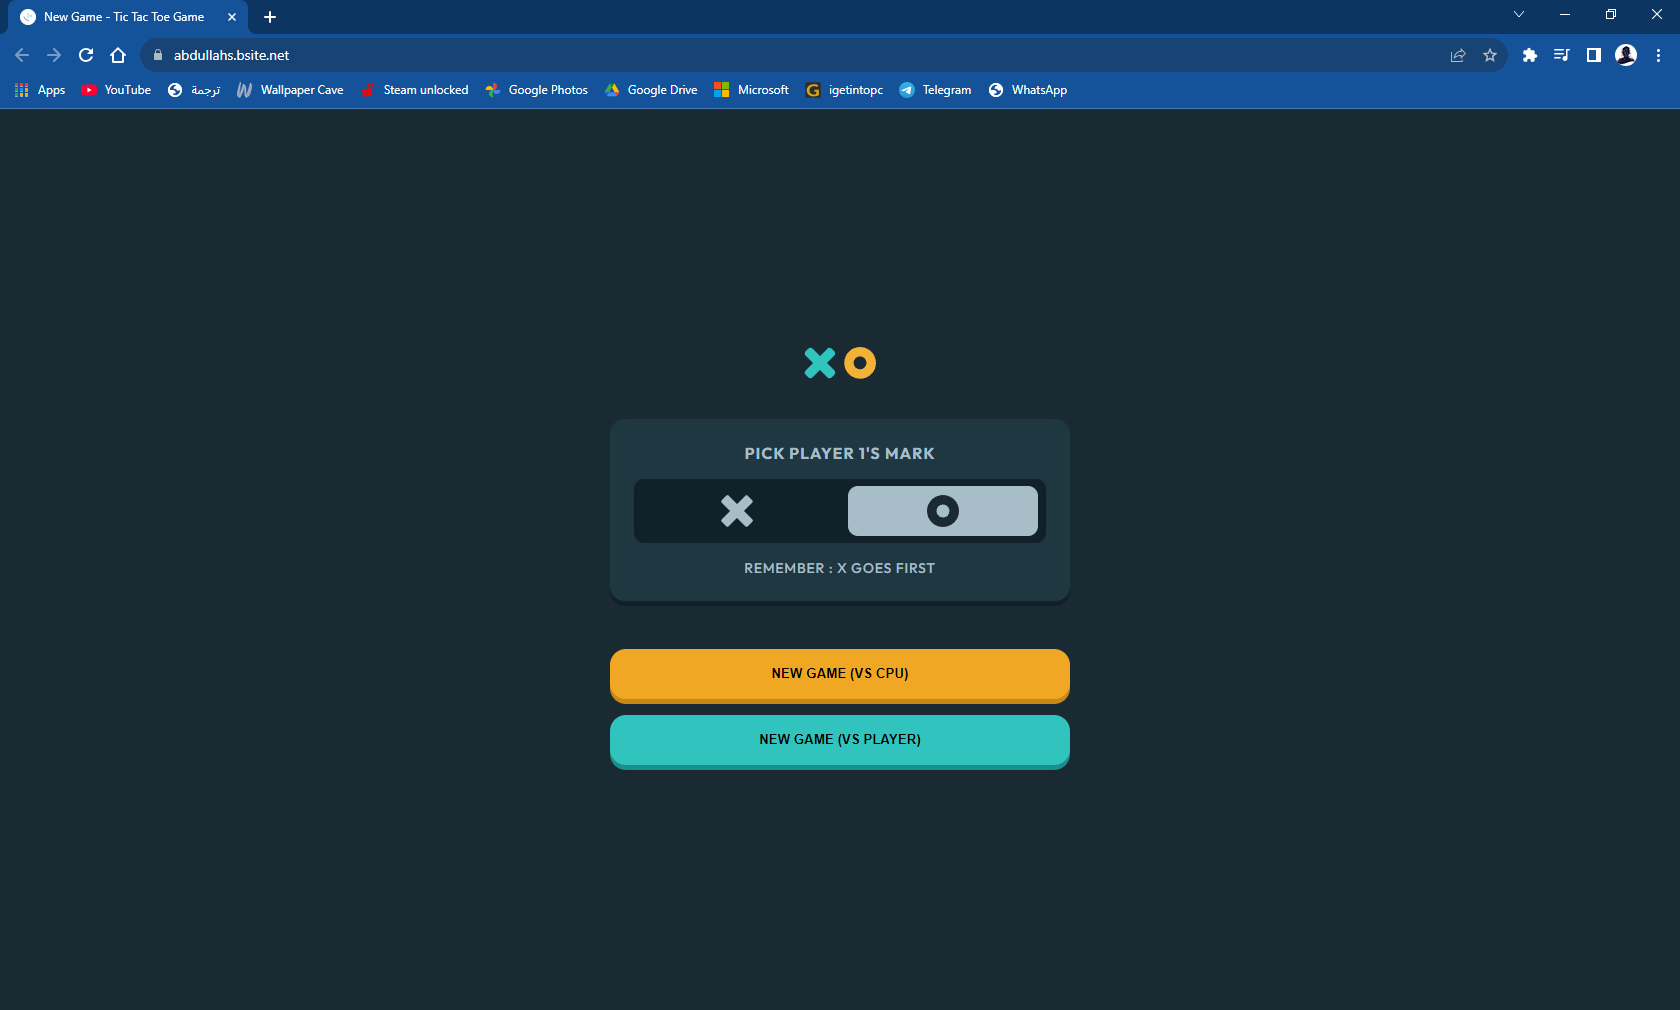 New Game - Tic Tac Toe Game
abdullahs.bsite.net
Apps YouTube ترجمة Wallpaper Cave Steam unlocked Google Photos Google Drive Microsoft igetintopc Telegram WhatsApp
PICK PLAYER 1'S MARK
REMEMBER : X GOES FIRST
NEW GAME (VS CPU)
NEW GAME (VS PLAYER)